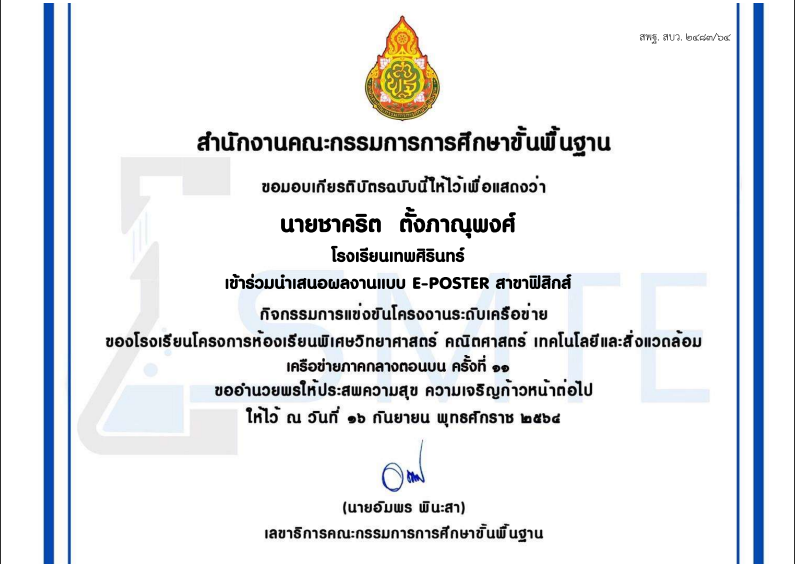 สพฐ. สบว. ๒๔๘๓/๖๔
สำนักงานคณะกรรมการการศึกษาขั้นพื้นฐาน
ขอมอบเกียรติบัตรฉบับนี้ให้ไว้เพื่อแสดงว่า
นายชาคริต ตั้งภาณุพงศ์
โรงเรียนเทพศิรินทร์
เข้าร่วมนำเสนอผลงานแบบ E-POSTER สาขาฟิสิกส์
กิจกรรมการแข่งขันโครงงานระดับเครือข่าย
ของโรงเรียนโครงการห้องเรียนพิเศษวิทยาศาสตร์ คณิตศาสตร์ เทคโนโลยีและสิ่งแวดล้อม
เครือข่ายภาคกลางตอนบน ครั้งที่ ๑๑
ขออำนวยพรให้ประสพความสุข ความเจริญก้าวหน้าต่อไป
ให้ไว้ ณ วันที่ ๑๖ กันยายน พุทธศักราช ๒๕๖๔
(นายอัมพร พินะสา)
เลขาธิการคณะกรรมการการศึกษาขั้นพื้นฐาน
SMTE